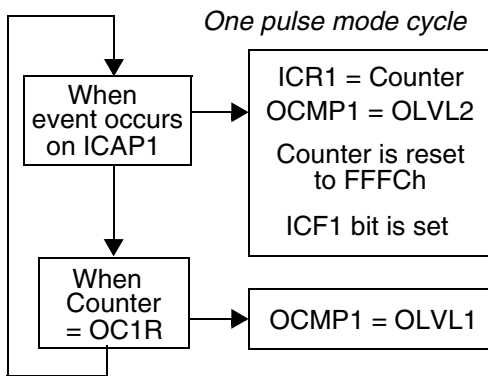 One pulse mode cycle
When
event occurs
on ICAP1
ICR1 = Counter
OCMP1 = OLVL2
Counter is reset
to FFFCh
ICF1 bit is set
When
Counter
= OC1R
OCMP1 = OLVL1